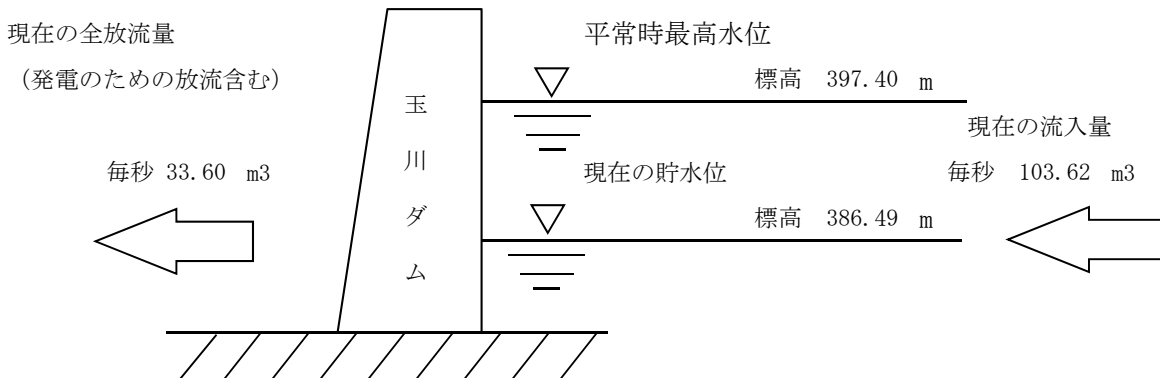 現在の全放流量
（発電のための放流含む）
毎秒 33.60 m3
玉川ダム
平常時最高水位
標高 397.40 m
現在の貯水位
標高 386.49 m
現在の流入量
毎秒 103.62 m3